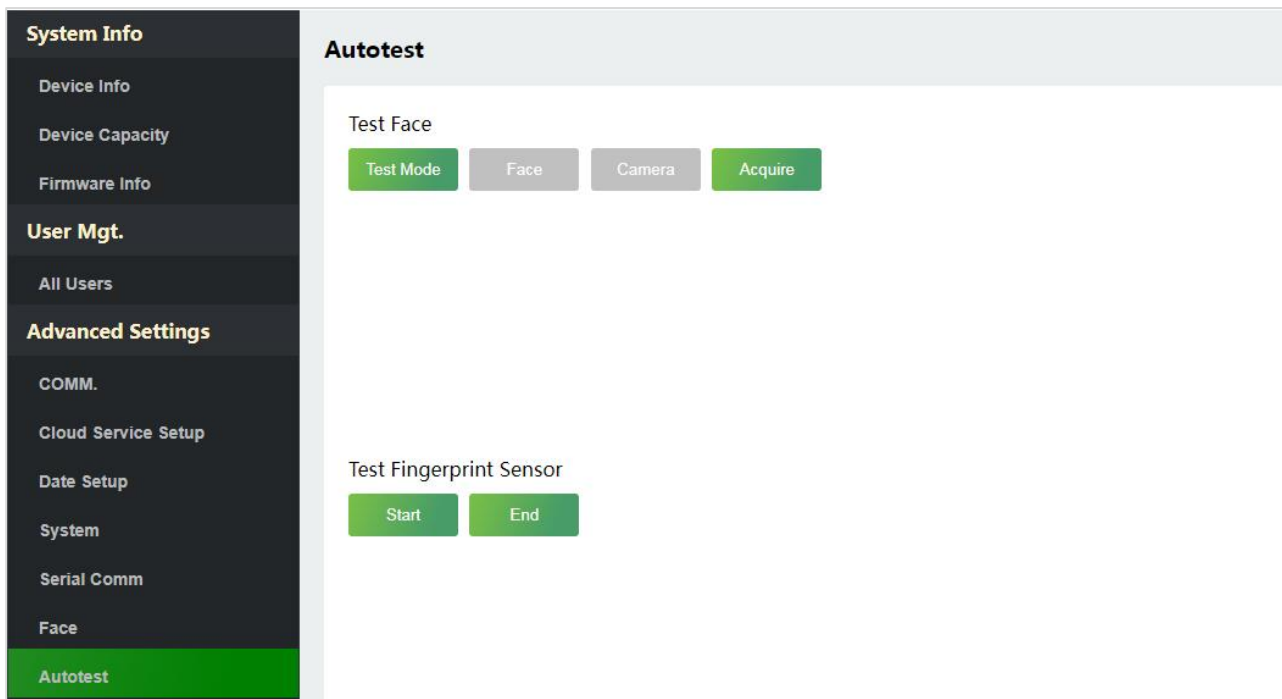 System Info
Device Info
Device Capacity
Firmware Info
User Mgt.
All Users
Advanced Settings
COMM.
Cloud Service Setup
Date Setup
System
Serial Comm
Face
Autotest
Autotest
Test Face
Test Mode Face Camera Acquire
Test Fingerprint Sensor
Start End